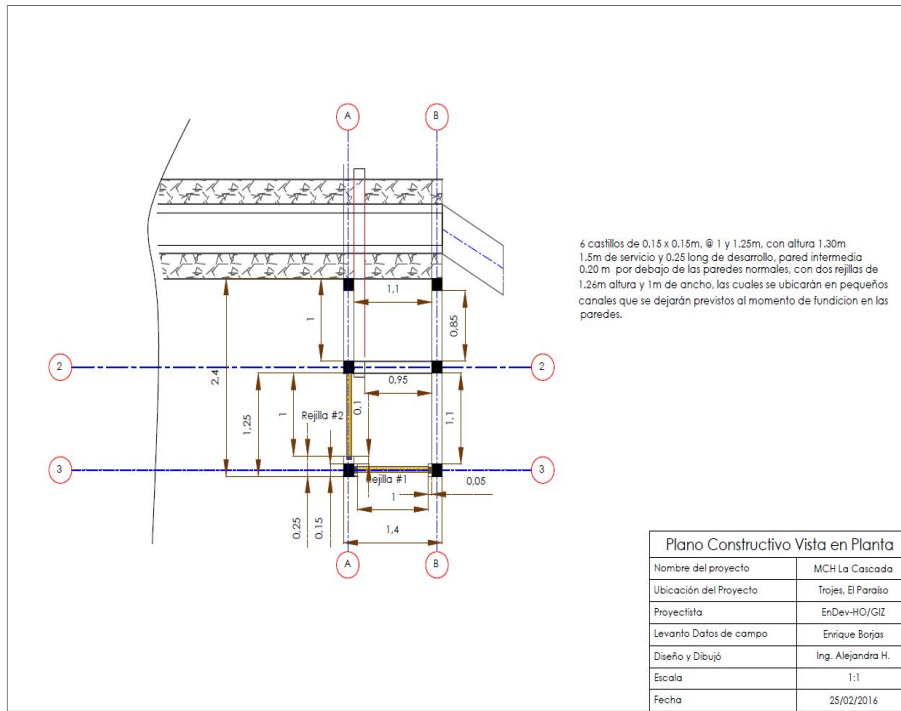 A
B
6 castillos de 0.15 x 0.15m, @ 1 y 1.25m, con altura 1.30m
1.5m de servicio y 0.25 long de desarrollo, pared intermedia
0.20 m por debajo de las paredes normales, con dos rejillas de
1.26m altura y 1m de ancho, las cuales se ubicarán en pequeños
canales que se dejarán previstos al momento de fundicion en las
paredes.
1,1
1
0,85
2
2
2,4
0,95
1,25
1
Rejilla #2
0,1
1,1
3
3
Rejilla #1
0,05
1
0,25
0,15
1,4
A
B
Plano Constructivo Vista en Planta
Nombre del proyecto MCH La Cascada
Ubicación del Proyecto Trojes, El Paraíso
Proyectista EnDev-HO/GIZ
Levanto Datos de campo Enrique Borjas
Diseño y Dibujó Ing. Alejandra H.
Escala 1:1
Fecha 25/02/2016